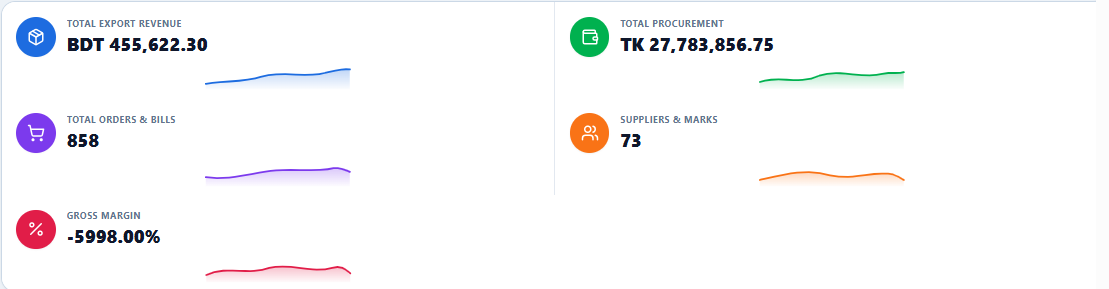 TOTAL EXPORT REVENUE
BDT 455,622.30
TOTAL PROCUREMENT
TK 27,783,856.75
TOTAL ORDERS & BILLS
858
SUPPLIERS & MARKS
73
GROSS MARGIN
-5998.00%